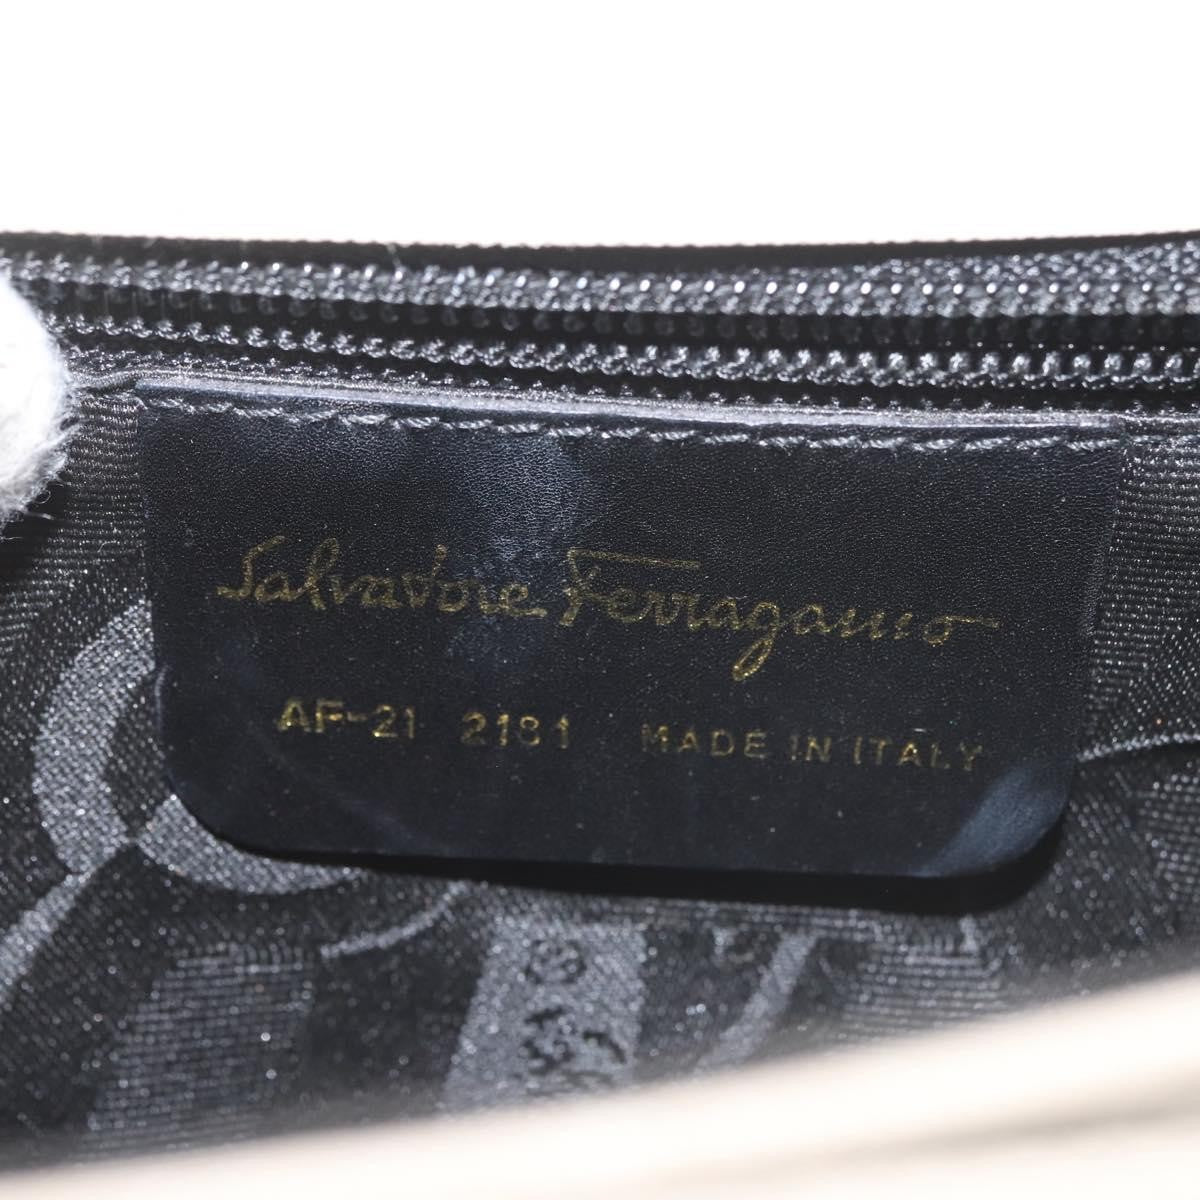 Salvatore Ferragamo
AF-21 2181 MADE IN ITALY